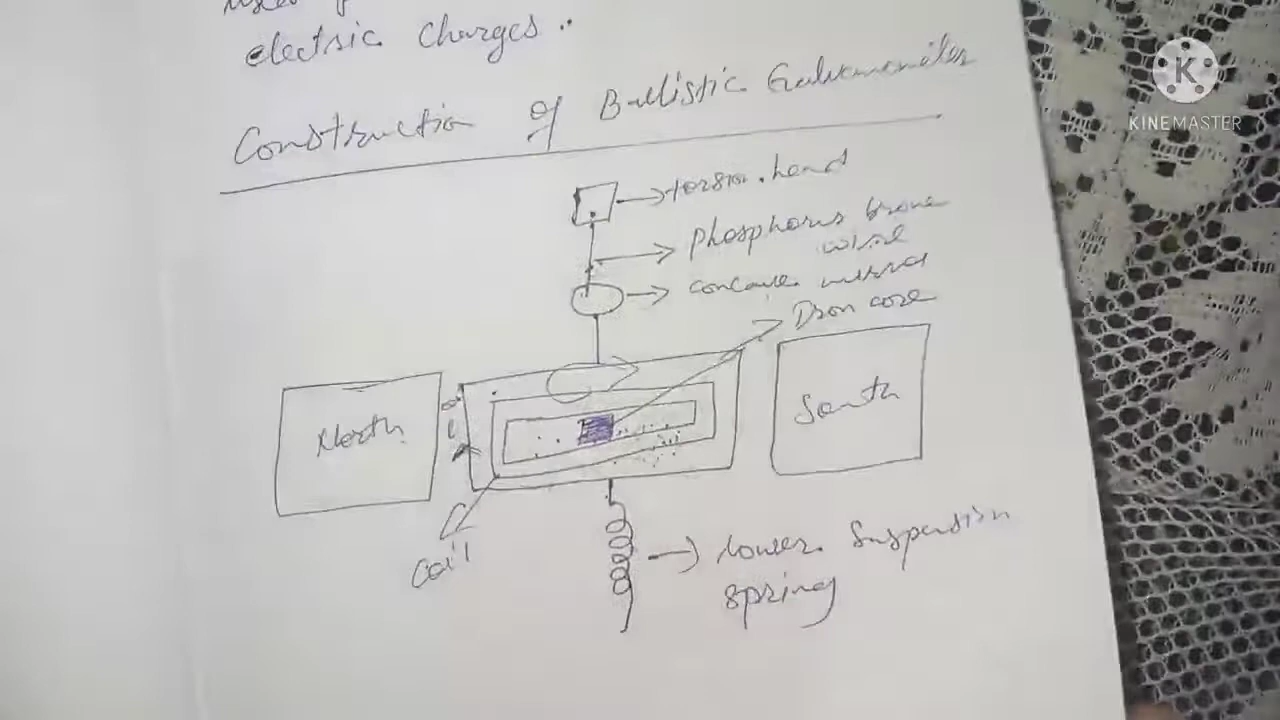 electric charges.
Construction of Ballistic Galvanometer
torsion head
phosphorus bronze
wire
concave mirror
Iron core
North
South
coil
lower suspension
spring
K
KINEMASTER